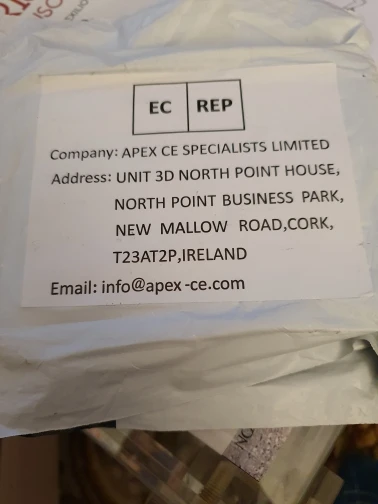 EC REP
Company: APEX CE SPECIALISTS LIMITED
Address: UNIT 3D NORTH POINT HOUSE,
NORTH POINT BUSINESS PARK,
NEW MALLOW ROAD,CORK,
T23AT2P,IRELAND
Email: info@apex-ce.com